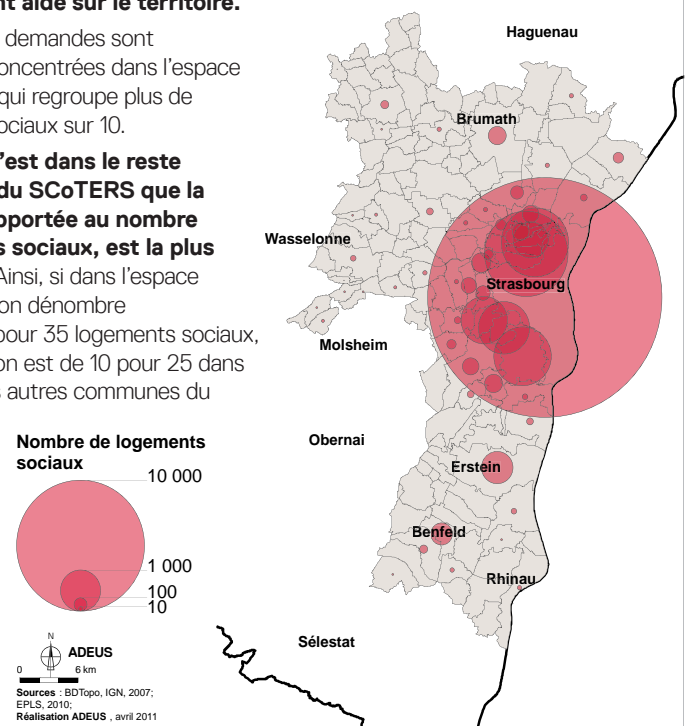 nt aidé sur le territoire.
demandes sont
oncentrées dans l'espace
qui regroupe plus de
ociaux sur 10.
'est dans le reste
du SCoTERS que la
pportée au nombre
s sociaux, est la plus
Ainsi, si dans l'espace
on dénombre
pour 35 logements sociaux,
on est de 10 pour 25 dans
s autres communes du
Haguenau
Brumath
Wasselonne
Strasbourg
Molsheim
Obernai
Erstein
Benfeld
Rhinau
Sélestat
Nombre de logements
sociaux
10 000
1 000
100
10
N
ADEUS
0 6 km
Sources : BDTopo, IGN, 2007;
EPLS, 2010;
Réalisation ADEUS , avril 2011